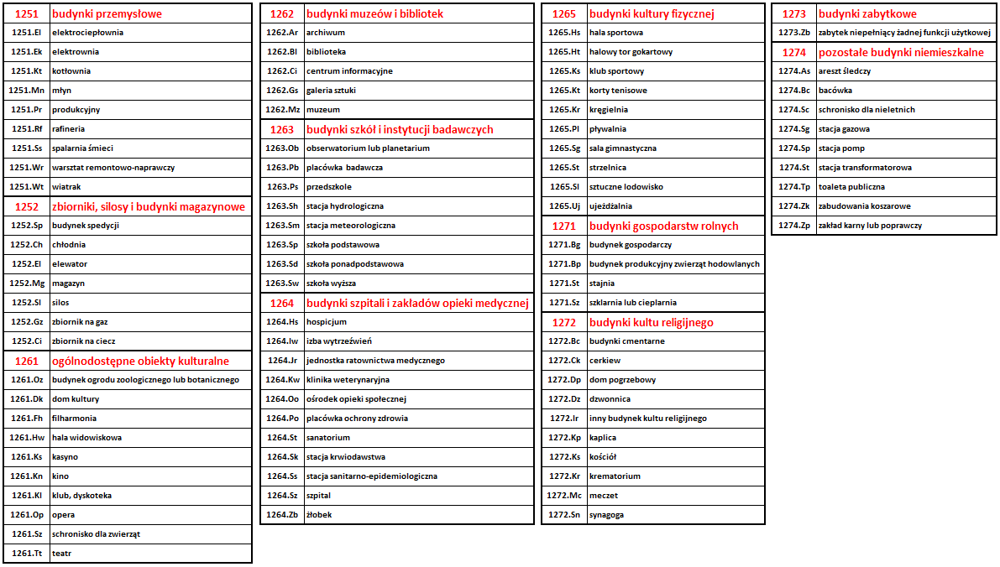 1251 budynki przemysłowe
1251.El elektrociepłownia
1251.Ek elektrownia
1251.Kt kotłownia
1251.Mn młyn
1251.Pr produkcyjny
1251.Rf rafineria
1251.Ss spalarnia śmieci
1251.Wr warsztat remontowo-naprawczy
1251.Wt wiatrak
1252 zbiorniki, silosy i budynki magazynowe
1252.Sp budynek spedycji
1252.Ch chłodnia
1252.El elewator
1252.Mg magazyn
1252.Sl silos
1252.Gz zbiornik na gaz
1252.Ci zbiornik na ciecz
1261 ogólnodostępne obiekty kulturalne
1261.Oz budynek ogrodu zoologicznego lub botanicznego
1261.Dk dom kultury
1261.Fh filharmonia
1261.Hw hala widowiskowa
1261.Ks kasyno
1261.Kn kino
1261.Kl klub, dyskoteka
1261.Op opera
1261.Sz schronisko dla zwierząt
1261.Tt teatr
1262 budynki muzeów i bibliotek
1262.Ar archiwum
1262.Bl biblioteka
1262.Ci centrum informacyjne
1262.Gs galeria sztuki
1262.Mz muzeum
1263 budynki szkół i instytucji badawczych
1263.Ob obserwatorium lub planetarium
1263.Pb placówka badawcza
1263.Ps przedszkole
1263.Sh stacja hydrologiczna
1263.Sm stacja meteorologiczna
1263.Sp szkoła podstawowa
1263.Sd szkoła ponadpodstawowa
1263.Sw szkoła wyższa
1264 budynki szpitali i zakładów opieki medycznej
1264.Hs hospicjum
1264.Iw izba wytrzeźwień
1264.Jr jednostka ratownictwa medycznego
1264.Kw klinika weterynaryjna
1264.Oo ośrodek opieki społecznej
1264.Po placówka ochrony zdrowia
1264.St sanatorium
1264.Sk stacja krwiodawstwa
1264.Ss stacja sanitarno-epidemiologiczna
1264.Sz szpital
1264.Zb żłobek
1265 budynki kultury fizycznej
1265.Hs hala sportowa
1265.Ht halowy tor gokartowy
1265.Ks klub sportowy
1265.Kt korty tenisowe
1265.Kr kręgielnia
1265.Pl pływalnia
1265.Sg sala gimnastyczna
1265.St strzelnica
1265.Sl sztuczne lodowisko
1265.Uj ujeżdżalnia
1271 budynki gospodarstw rolnych
1271.Bg budynek gospodarczy
1271.Bp budynek produkcyjny zwierząt hodowlanych
1271.St stajnia
1271.Sz szklarnia lub cieplarnia
1272 budynki kultu religijnego
1272.Bc budynki cmentarne
1272.Ck cerkiew
1272.Dp dom pogrzebowy
1272.Dz dzwonnica
1272.Ir inny budynek kultu religijnego
1272.Kp kaplica
1272.Ks kościół
1272.Kr krematorium
1272.Mc meczet
1272.Sn synagoga
1273 budynki zabytkowe
1273.Zb zabytek niepełniący żadnej funkcji użytkowej
1274 pozostałe budynki niemieszkalne
1274.As areszt śledczy
1274.Bc bacówka
1274.Sc schronisko dla nieletnich
1274.Sg stacja gazowa
1274.Sp stacja pomp
1274.St stacja transformatorowa
1274.Tp toaleta publiczna
1274.Zk zabudowania koszarowe
1274.Zp zakład karny lub poprawczy